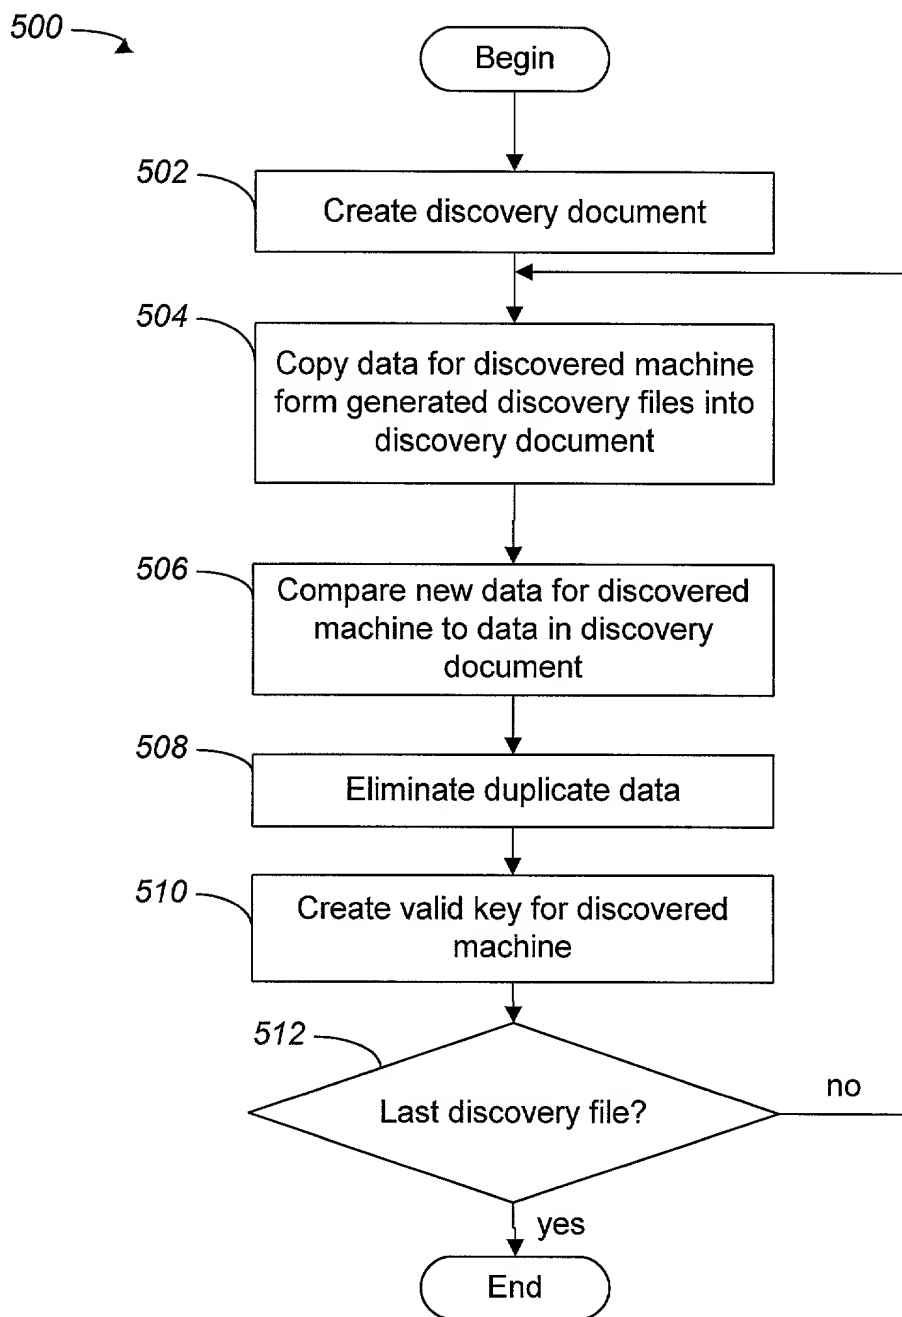 500
Begin
502
Create discovery document
504
Copy data for discovered machine
form generated discovery files into
discovery document
506
Compare new data for discovered
machine to data in discovery
document
508
Eliminate duplicate data
510
Create valid key for discovered
machine
512
Last discovery file?
no
yes
End